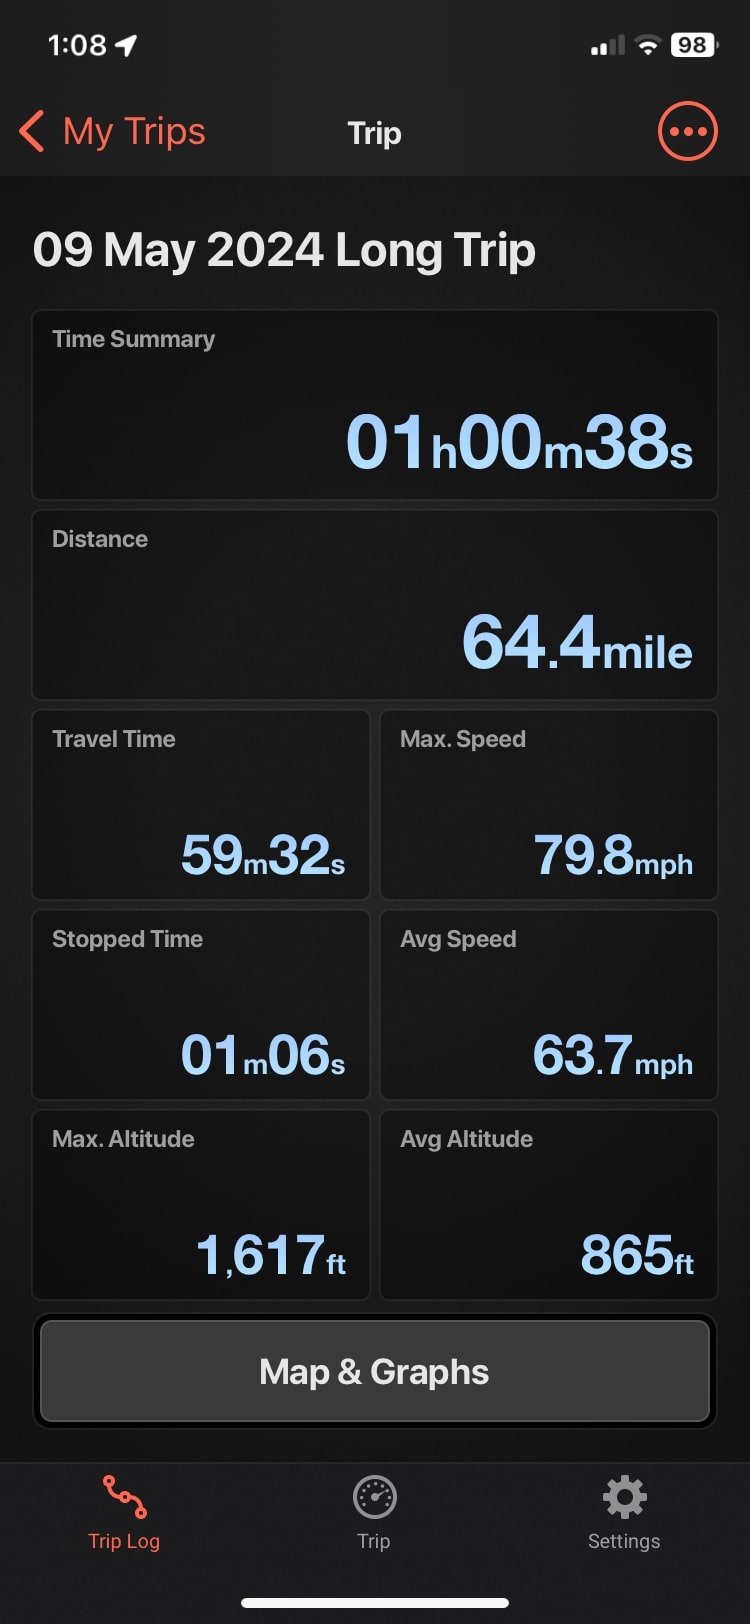 1:08
98
My Trips
Trip
09 May 2024 Long Trip
Time Summary
01h00m38s
Distance
64.4mile
Travel Time
Max. Speed
59m32s
79.8mph
Stopped Time
Avg Speed
01m06s
63.7mph
Max. Altitude
Avg Altitude
1,617ft
865ft
Map & Graphs
Trip Log
Trip
Settings